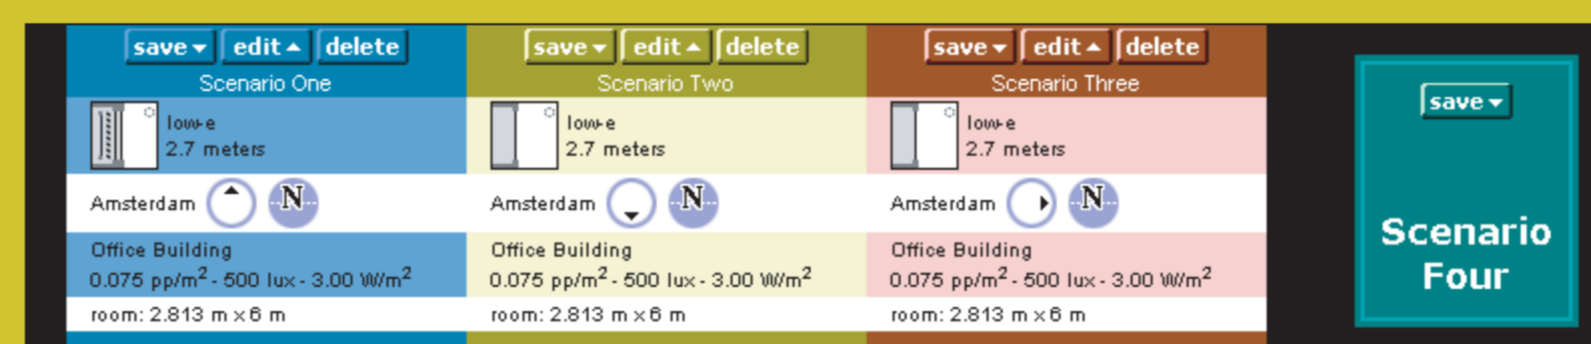 save edit delete
Scenario One
low-e
2.7 meters
Amsterdam N
Office Building
0.075 pp/m² - 500 lux - 3.00 W/m²
room: 2.813 m x 6 m
save edit delete
Scenario Two
low-e
2.7 meters
Amsterdam N
Office Building
0.075 pp/m² - 500 lux - 3.00 W/m²
room: 2.813 m x 6 m
save edit delete
Scenario Three
low-e
2.7 meters
Amsterdam N
Office Building
0.075 pp/m² - 500 lux - 3.00 W/m²
room: 2.813 m x 6 m
save
Scenario
Four